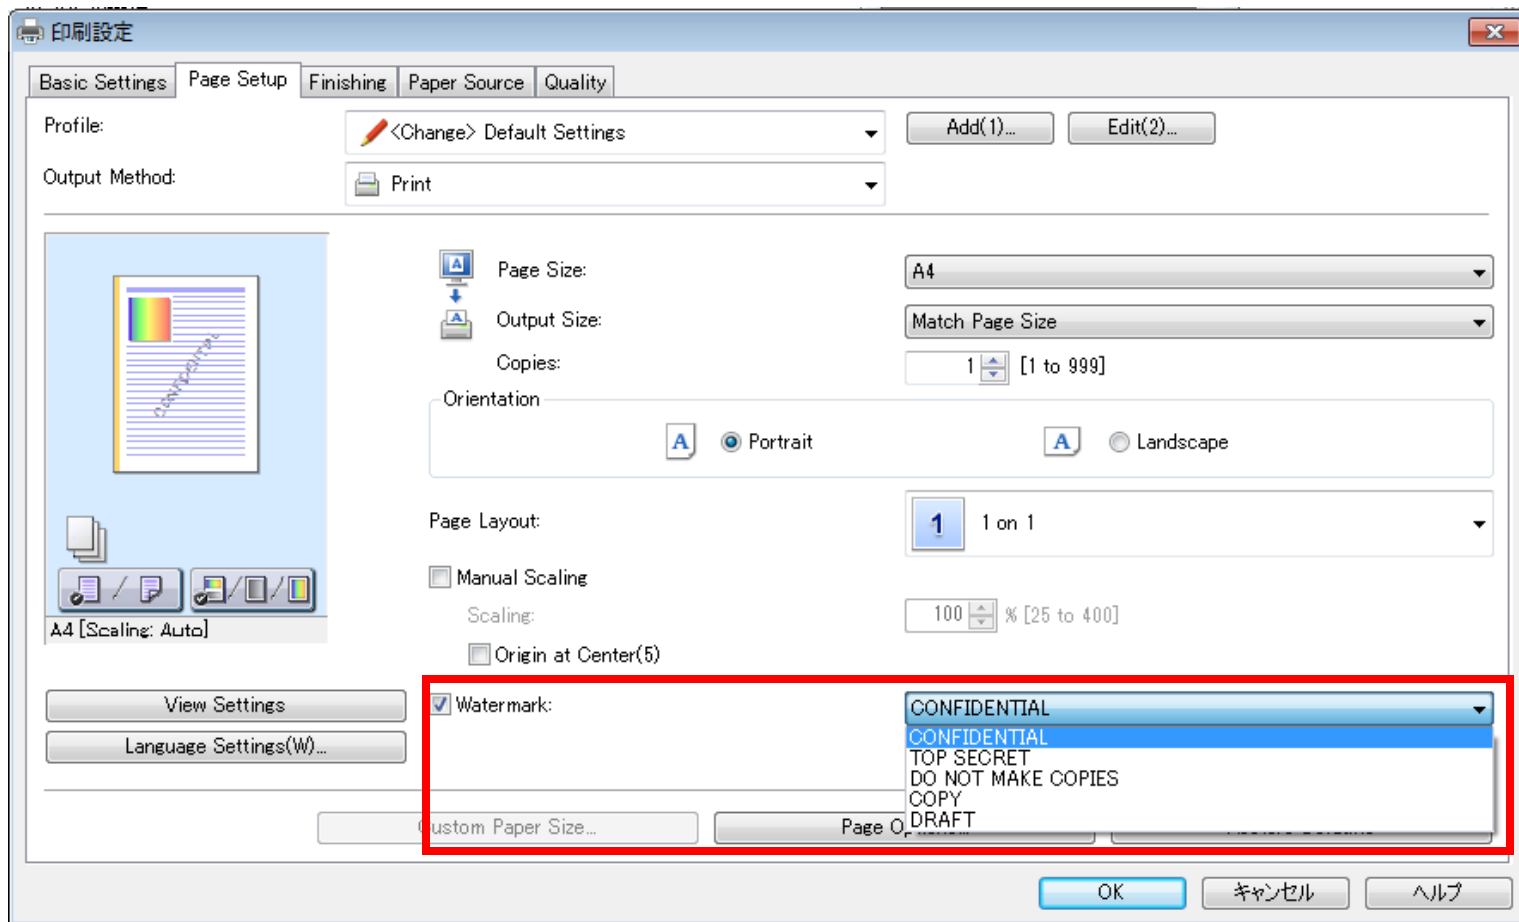 印刷設定
Basic Settings Page Setup Finishing Paper Source Quality
Profile: <Change> Default Settings Add(1)... Edit(2)...
Output Method: Print
Page Size: A4
Output Size: Match Page Size
Copies: 1 [1 to 999]
Orientation
A Portrait A Landscape
Page Layout: 1 1 on 1
Manual Scaling
Scaling: 100 % [25 to 400]
Origin at Center(5)
CONFIDENTIAL
A4 [Scaling: Auto]
View Settings
Language Settings(W)...
Watermark: CONFIDENTIAL
CONFIDENTIAL
TOP SECRET
DO NOT MAKE COPIES
COPY
DRAFT
Custom Paper Size... Page
OK キャンセル ヘルプ